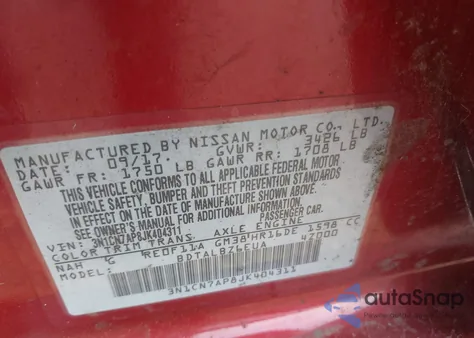 MANUFACTURED BY NISSAN MOTOR CO., LTD.
DATE: 09/17. GVWR: 3426 LB
GAWR FR: 1750 LB GAWR RR: 1708 LB
THIS VEHICLE CONFORMS TO ALL APPLICABLE FEDERAL MOTOR
VEHICLE SAFETY, BUMPER AND THEFT PREVENTION STANDARDS
IN EFFECT ON THE DATE OF MANUFACTURE SHOWN ABOVE.
SEE OWNER'S MANUAL FOR ADDITIONAL INFORMATION.
VIN: 3N1CN7AP8JK404311 PASSENGER CAR
COLOR TRIM TRANS. AXLE ENGINE
NAH G RE0F11A GM38 HR16DE 1598 CC
MODEL: BDTALBZ6EUA 47000
3N1CN7AP8JK404311
autoSnap